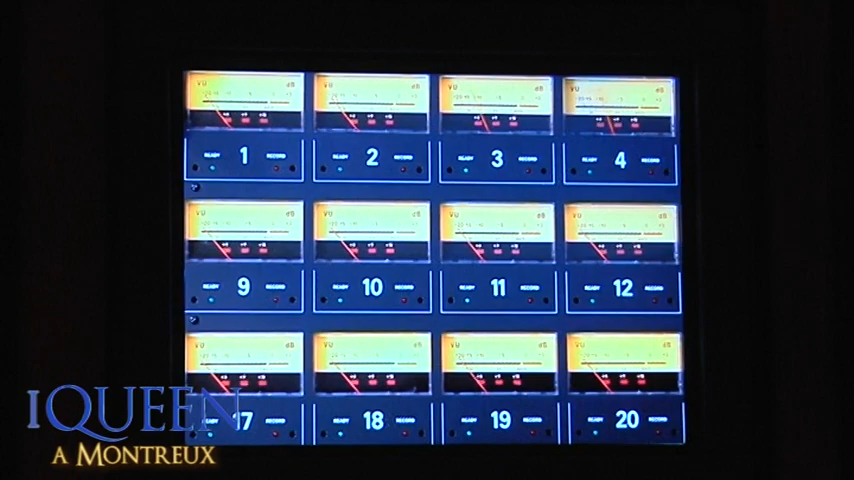 VU dB VU dB VU dB VU dB
READY 1 RECORD READY 2 RECORD READY 3 RECORD READY 4 RECORD
VU dB VU dB VU dB VU dB
READY 9 RECORD READY 10 RECORD READY 11 RECORD READY 12 RECORD
VU dB VU dB VU dB VU dB
17 RECORD READY 18 RECORD READY 19 RECORD READY 20 RECORD
I QUEEN
A MONTREUX